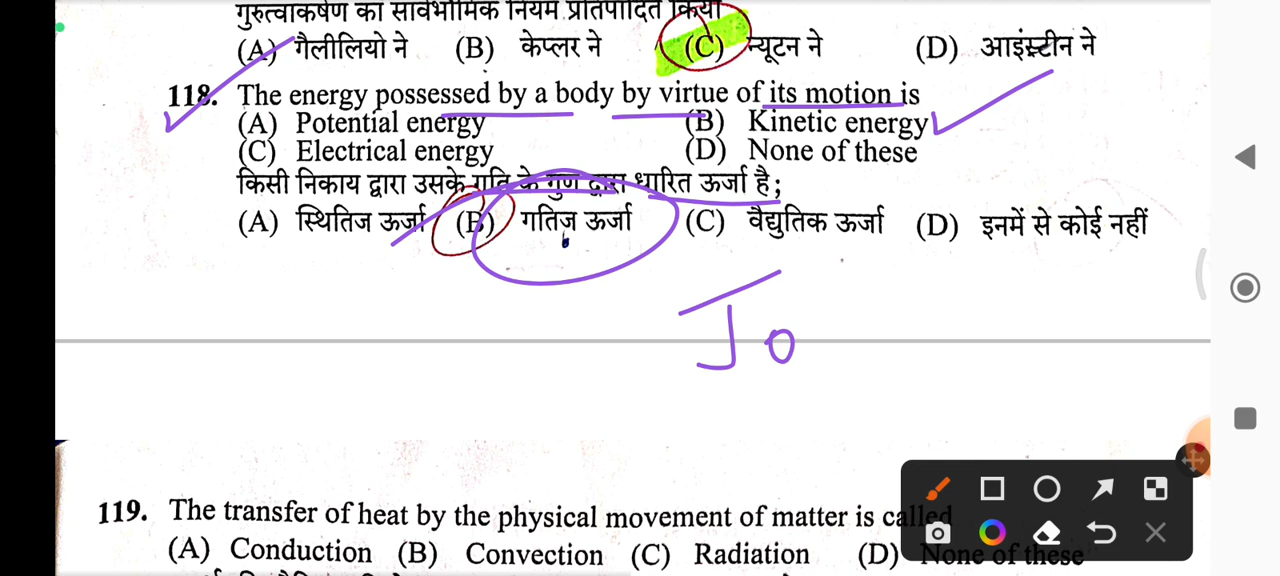 गुरुत्वाकर्षण का सार्वभौमिक नियम प्रतिपादित किया
(A) गैलीलियो ने (B) केप्लर ने (C) न्यूटन ने (D) आइंस्टीन ने
118. The energy possessed by a body by virtue of its motion is
(A) Potential energy (B) Kinetic energy
(C) Electrical energy (D) None of these
किसी निकाय द्वारा उसके गति के गुण द्वारा धारित ऊर्जा है;
(A) स्थितिज ऊर्जा (B) गतिज ऊर्जा (C) वैद्युतिक ऊर्जा (D) इनमें से कोई नहीं
Jo
119. The transfer of heat by the physical movement of matter is called
(A) Conduction (B) Convection (C) Radiation (D) None of these